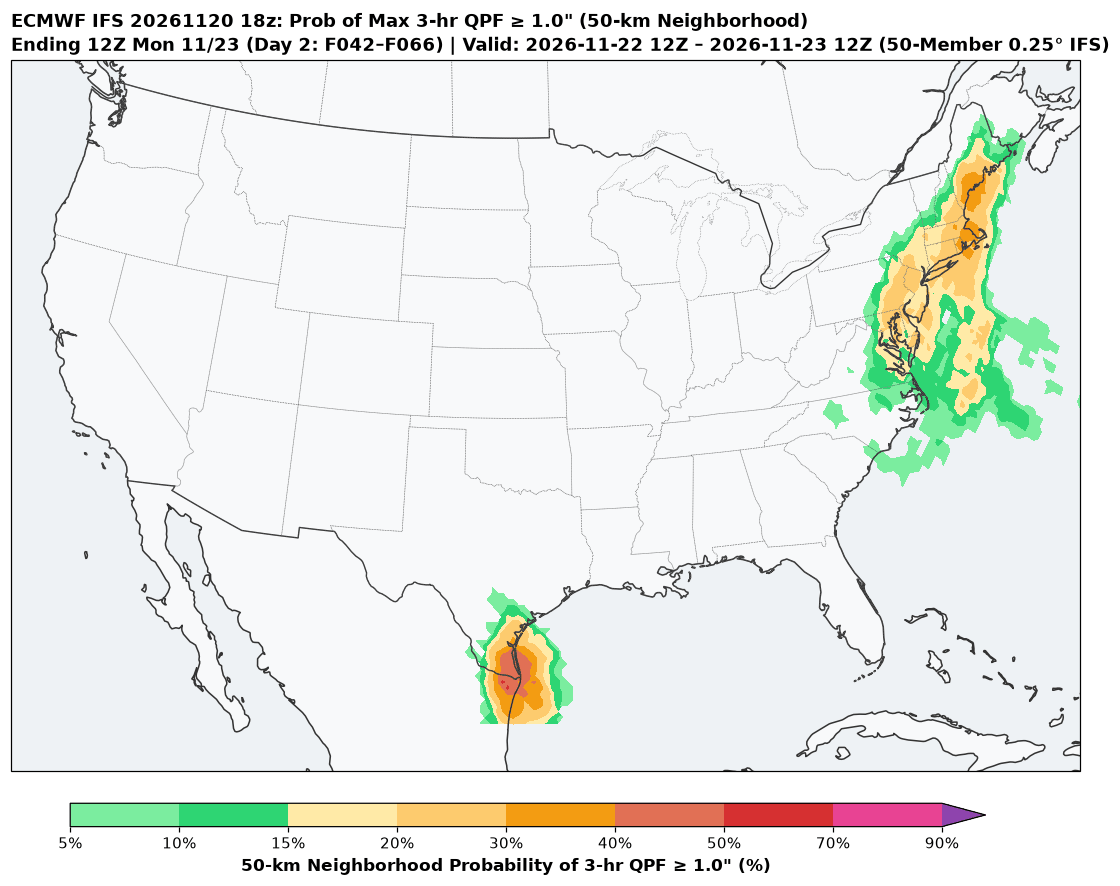 ECMWF IFS 20261120 18z: Prob of Max 3-hr QPF ≥ 1.0" (50-km Neighborhood)
Ending 12Z Mon 11/23 (Day 2: F042–F066) | Valid: 2026-11-22 12Z – 2026-11-23 12Z (50-Member 0.25° IFS)
5% 10% 15% 20% 30% 40% 50% 70% 90%
50-km Neighborhood Probability of 3-hr QPF ≥ 1.0" (%)